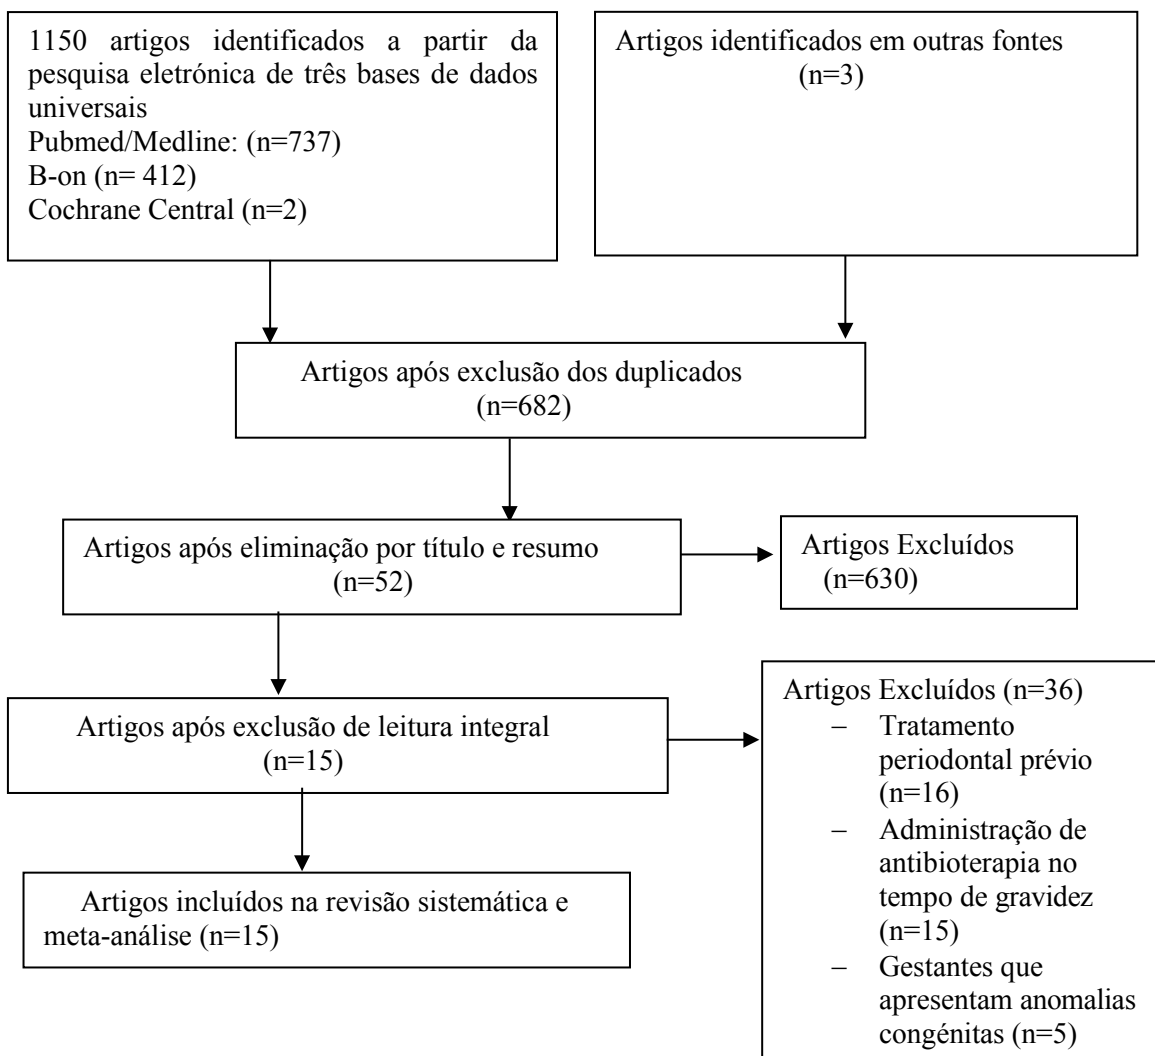 1150 artigos identificados a partir da
pesquisa eletrónica de três bases de dados
universais
Pubmed/Medline: (n=737)
B-on (n= 412)
Cochrane Central (n=2)
Artigos identificados em outras fontes
(n=3)
Artigos após exclusão dos duplicados
(n=682)
Artigos após eliminação por título e resumo
(n=52)
Artigos Excluídos
(n=630)
Artigos após exclusão de leitura integral
(n=15)
Artigos Excluídos (n=36)
– Tratamento
periodontal prévio
(n=16)
– Administração de
antibioterapia no
tempo de gravidez
(n=15)
– Gestantes que
apresentam anomalias
congénitas (n=5)
Artigos incluídos na revisão sistemática e
meta-análise (n=15)